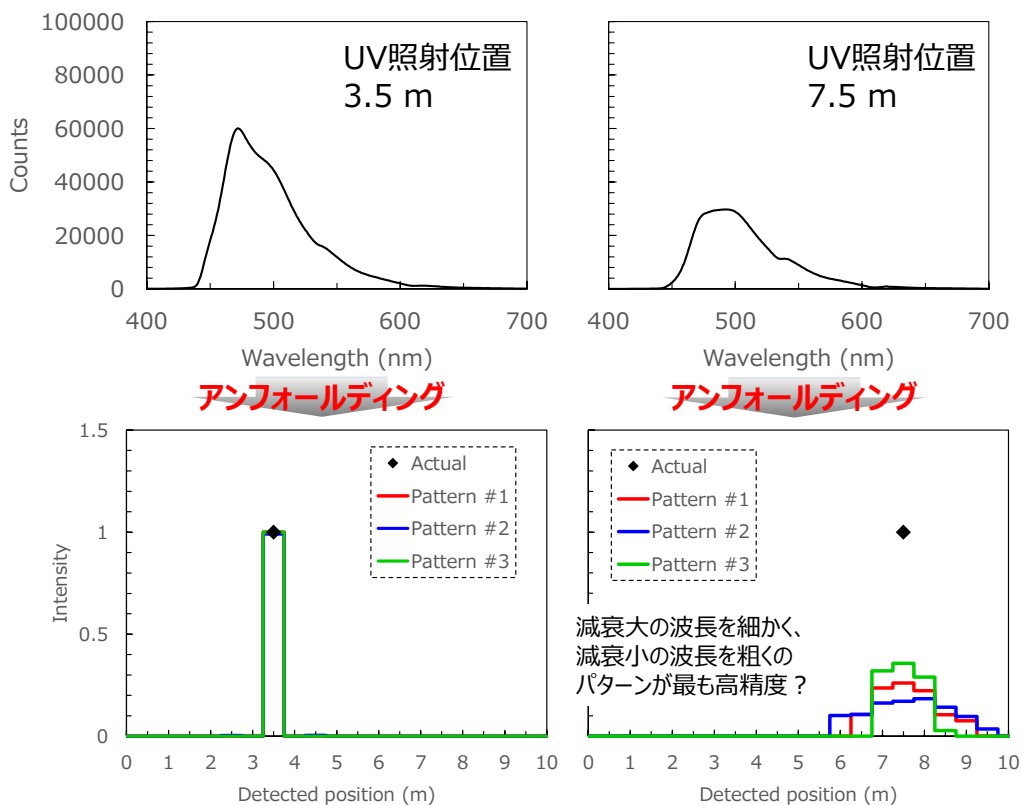 100000
80000
60000
40000
20000
0
Counts
UV照射位置
3.5 m
400
500
600
700
Wavelength (nm)
UV照射位置
7.5 m
400
500
600
700
Wavelength (nm)
アンフォールディング
アンフォールディング
1.5
1
0.5
0
Intensity
Actual
Pattern #1
Pattern #2
Pattern #3
0 1 2 3 4 5 6 7 8 9 10
Detected position (m)
Actual
Pattern #1
Pattern #2
Pattern #3
減衰大の波長を細かく、
減衰小の波長を粗くの
パターンが最も高精度？
0 1 2 3 4 5 6 7 8 9 10
Detected position (m)